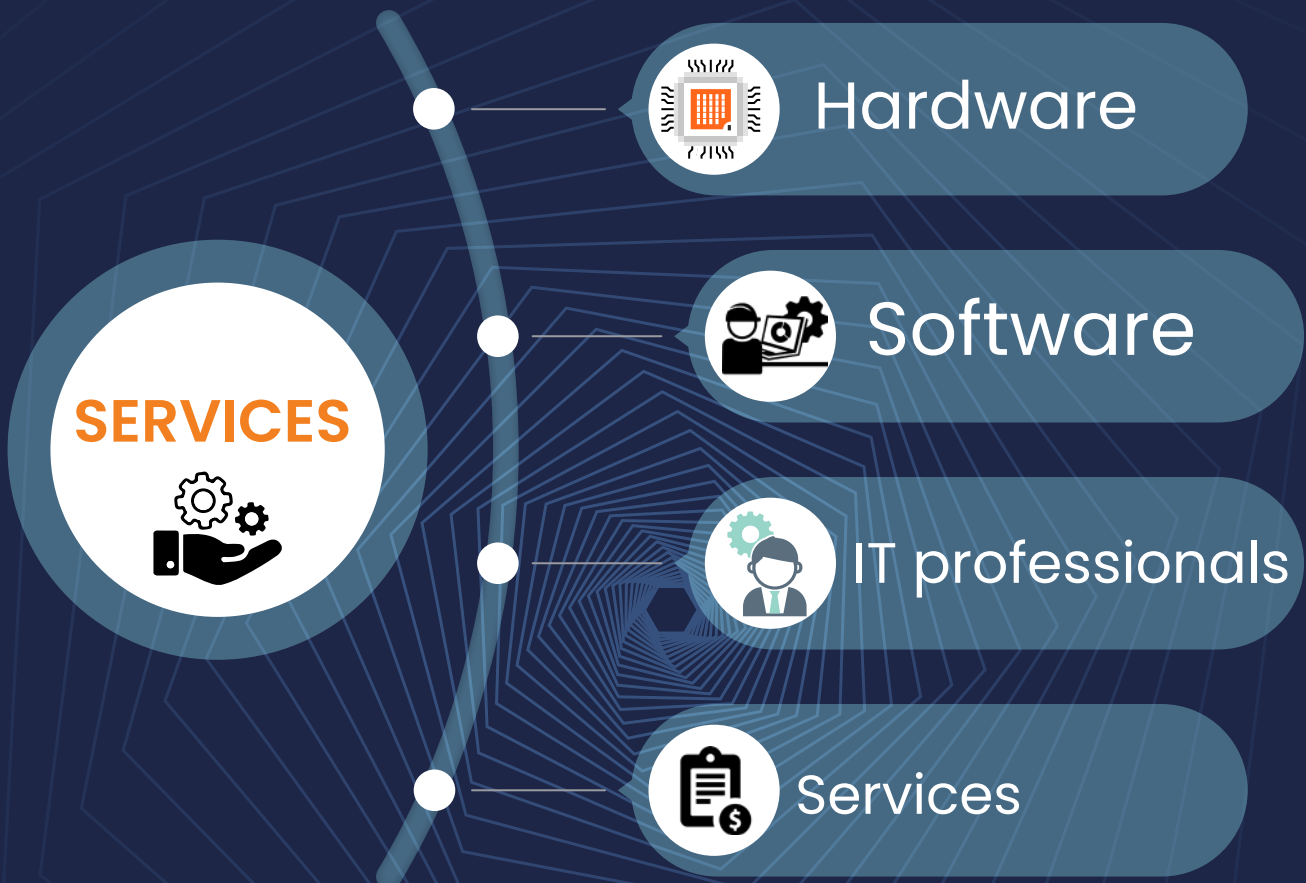 SERVICES
Hardware
Software
IT professionals
Services
$